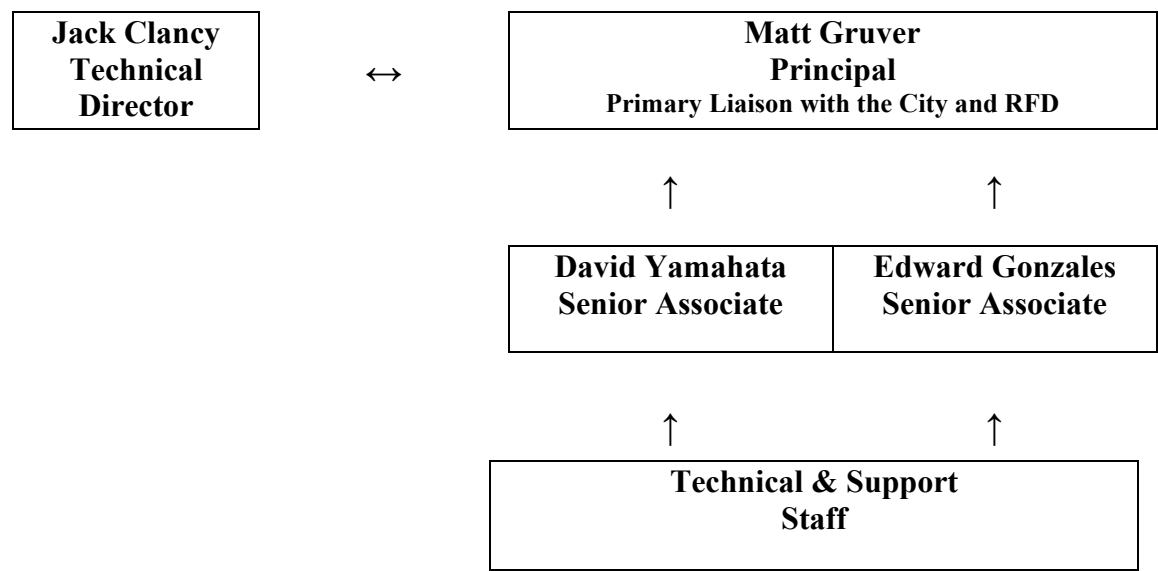 Jack Clancy
Technical
Director
↔
Matt Gruver
Principal
Primary Liaison with the City and RFD
↑ ↑
David Yamahata
Senior Associate
Edward Gonzales
Senior Associate
↑ ↑
Technical & Support
Staff